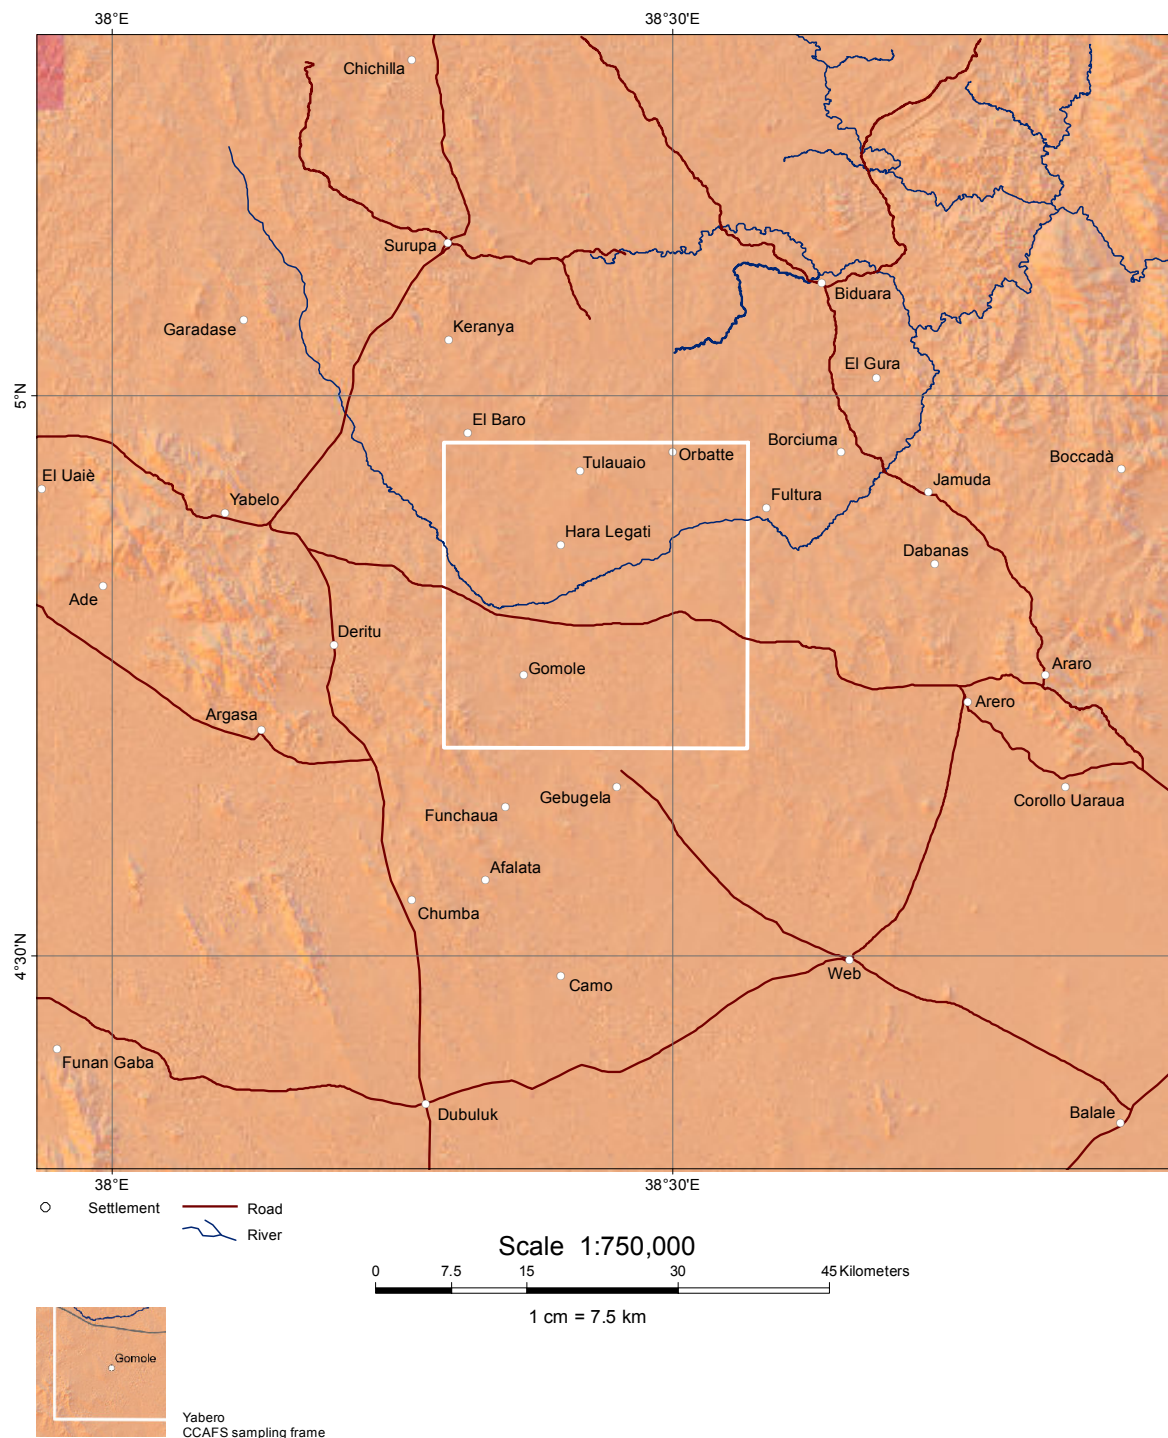 38°E 38°30'E
Chichilla
Surupa
Biduara
Garadase
Keranya
El Gura
5°N
El Baro
Borciuma
Orbatte
Boccadà
Tulauaio
El Uaiè
Jamuda
Yabelo
Fultura
Hara Legati
Dabanas
Ade
Deritu
Gomole
Araro
Arero
Argasa
Gebugela
Corollo Uaraua
Funchaua
Afalata
Chumba
4°30'N
Web
Camo
Funan Gaba
Dubuluk
Balale
38°E 38°30'E
Settlement Road
River
Scale 1:750,000
0 7.5 15 30 45 Kilometers
1 cm = 7.5 km
Gomole
Yabero
CCAFS sampling frame